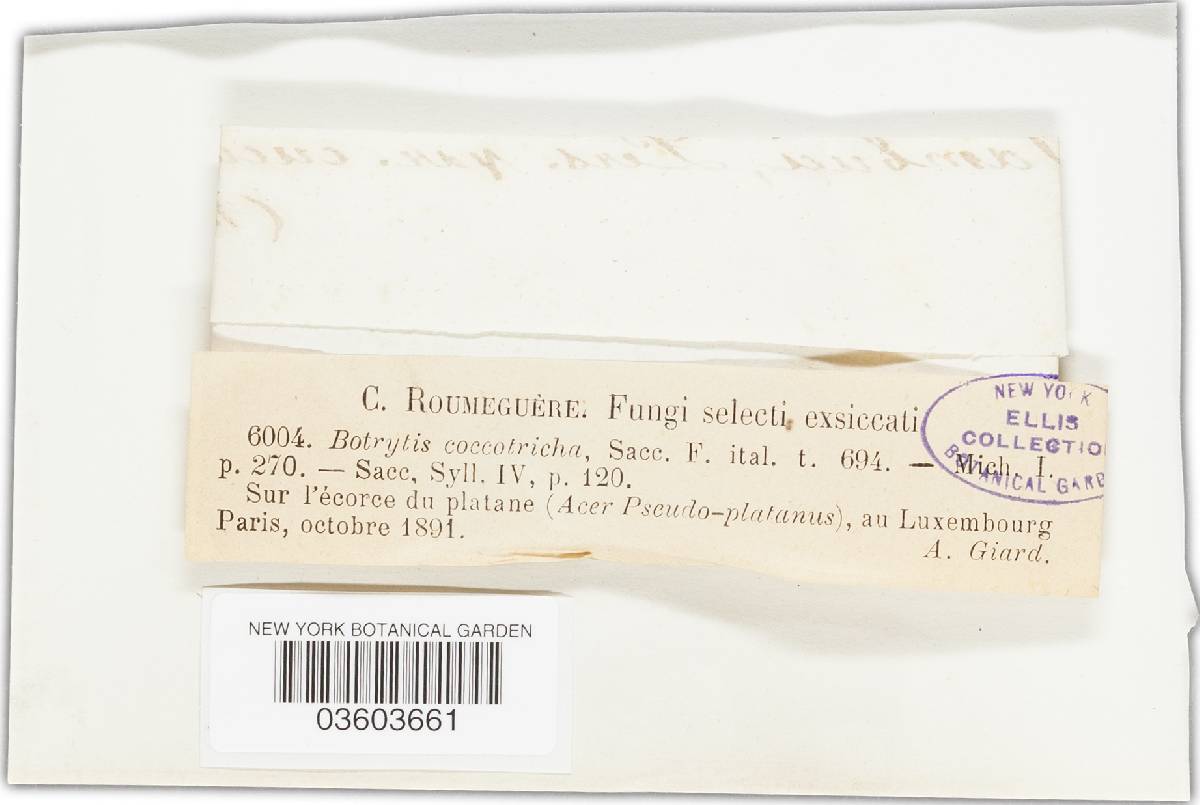 C. ROUMEGUÈRE. Fungi selecti exsiccati
6004. Botrytis coccotricha, Sacc. F. ital. t. 694. — Mich. I.
p. 270. — Sacc, Syll. IV, p. 120.
Sur l'écorce du platane (Acer Pseudo-platanus), au Luxembourg
Paris, octobre 1891.
A. Giard.
NEW YORK
ELLIS
COLLECTIO
BOTANICAL GARD
NEW YORK BOTANICAL GARDEN
03603661